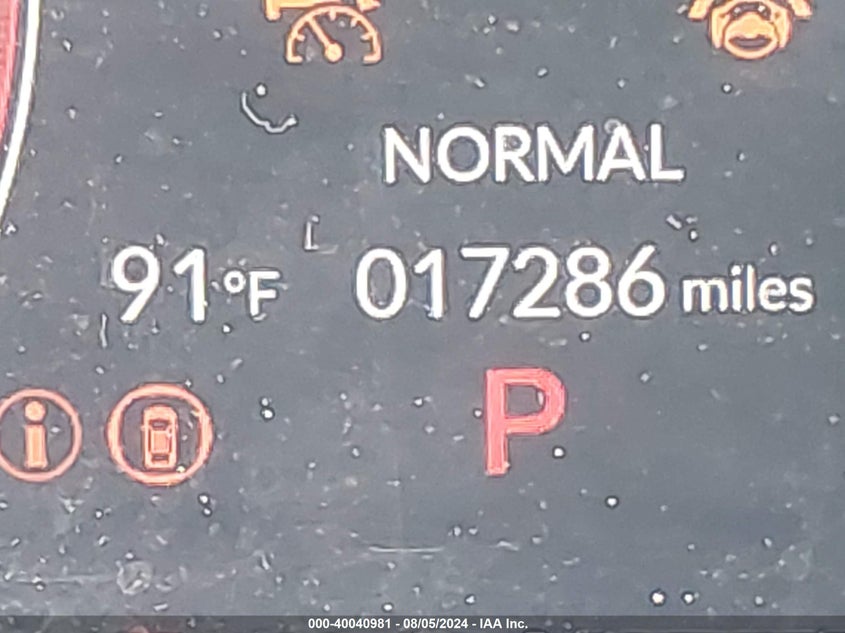 NORMAL
91°F 017286 miles
P
000-40040981 - 08/05/2024 - IAA Inc.